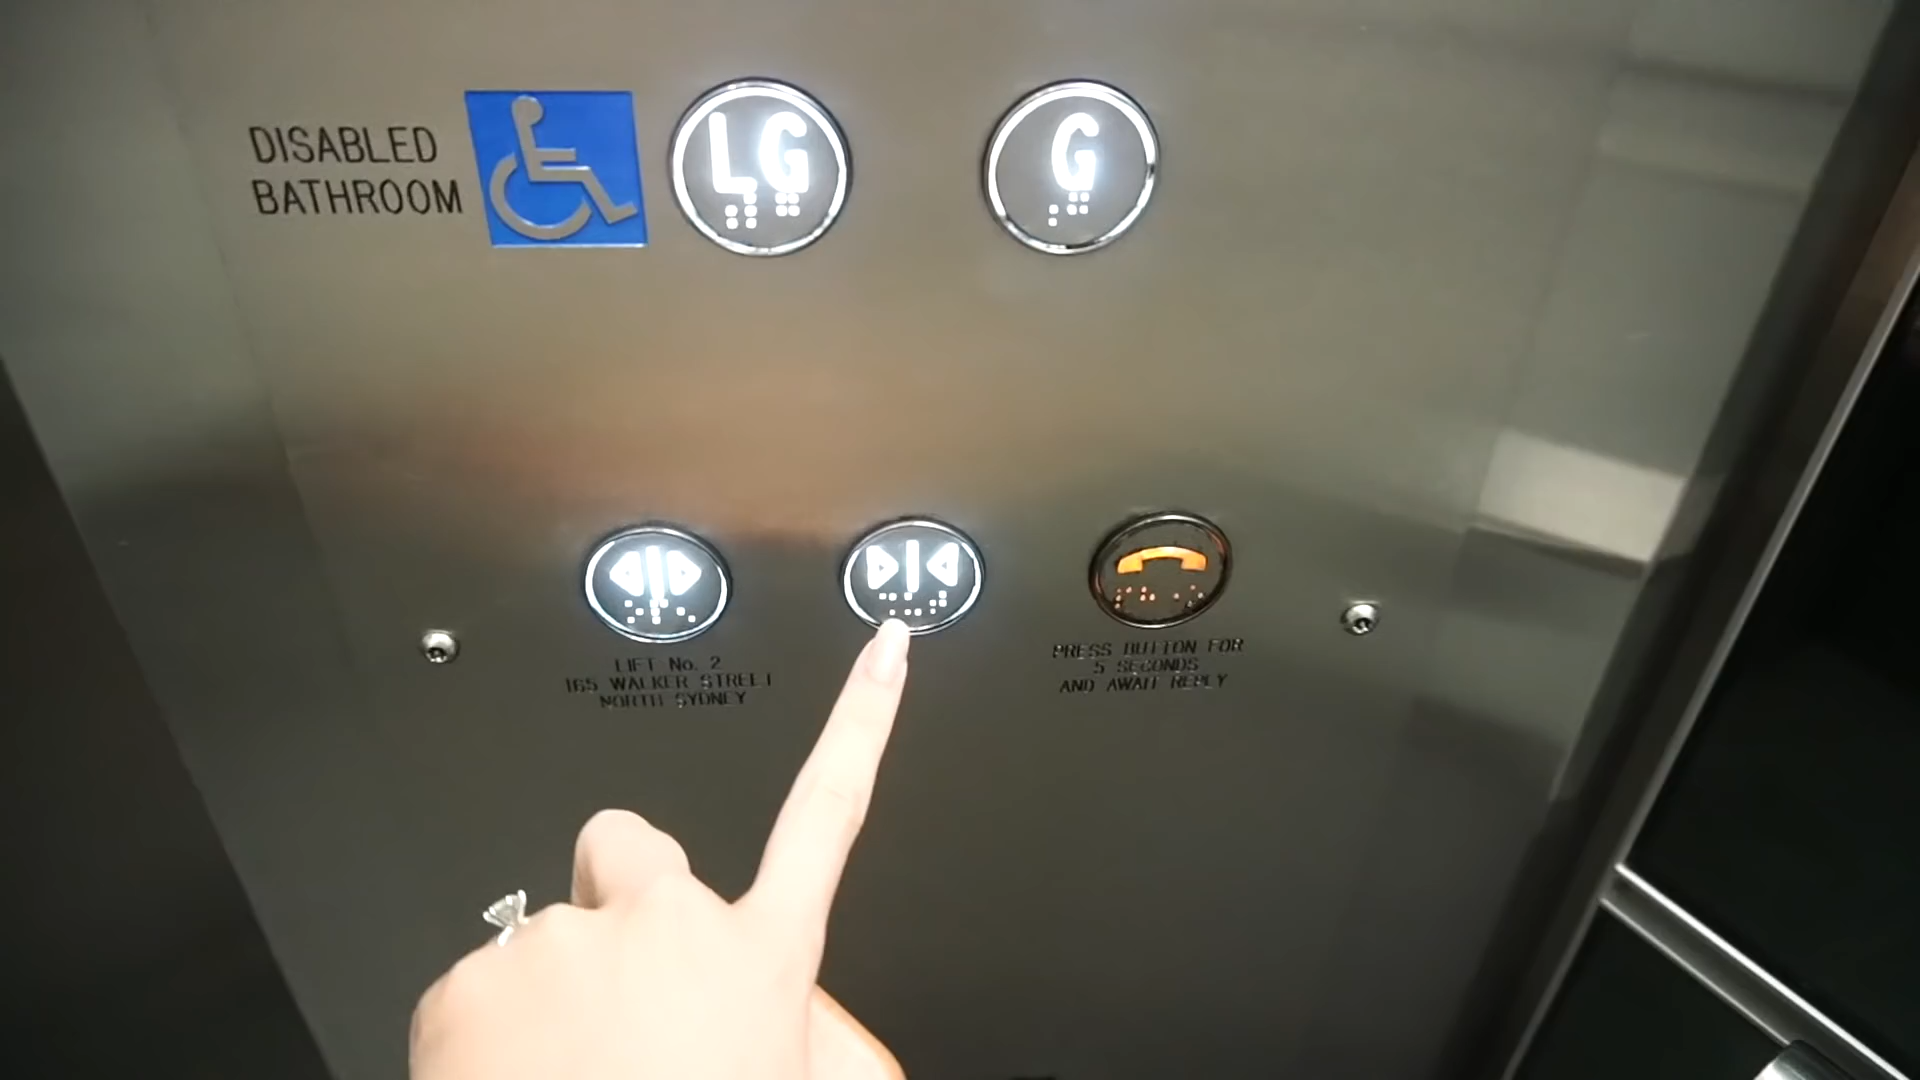 DISABLED
BATHROOM
LG
G
LIFT No. 2
165 WALKER STREET
NORTH SYDNEY
PRESS BUTTON FOR
5 SECONDS
AND AWAIT REPLY